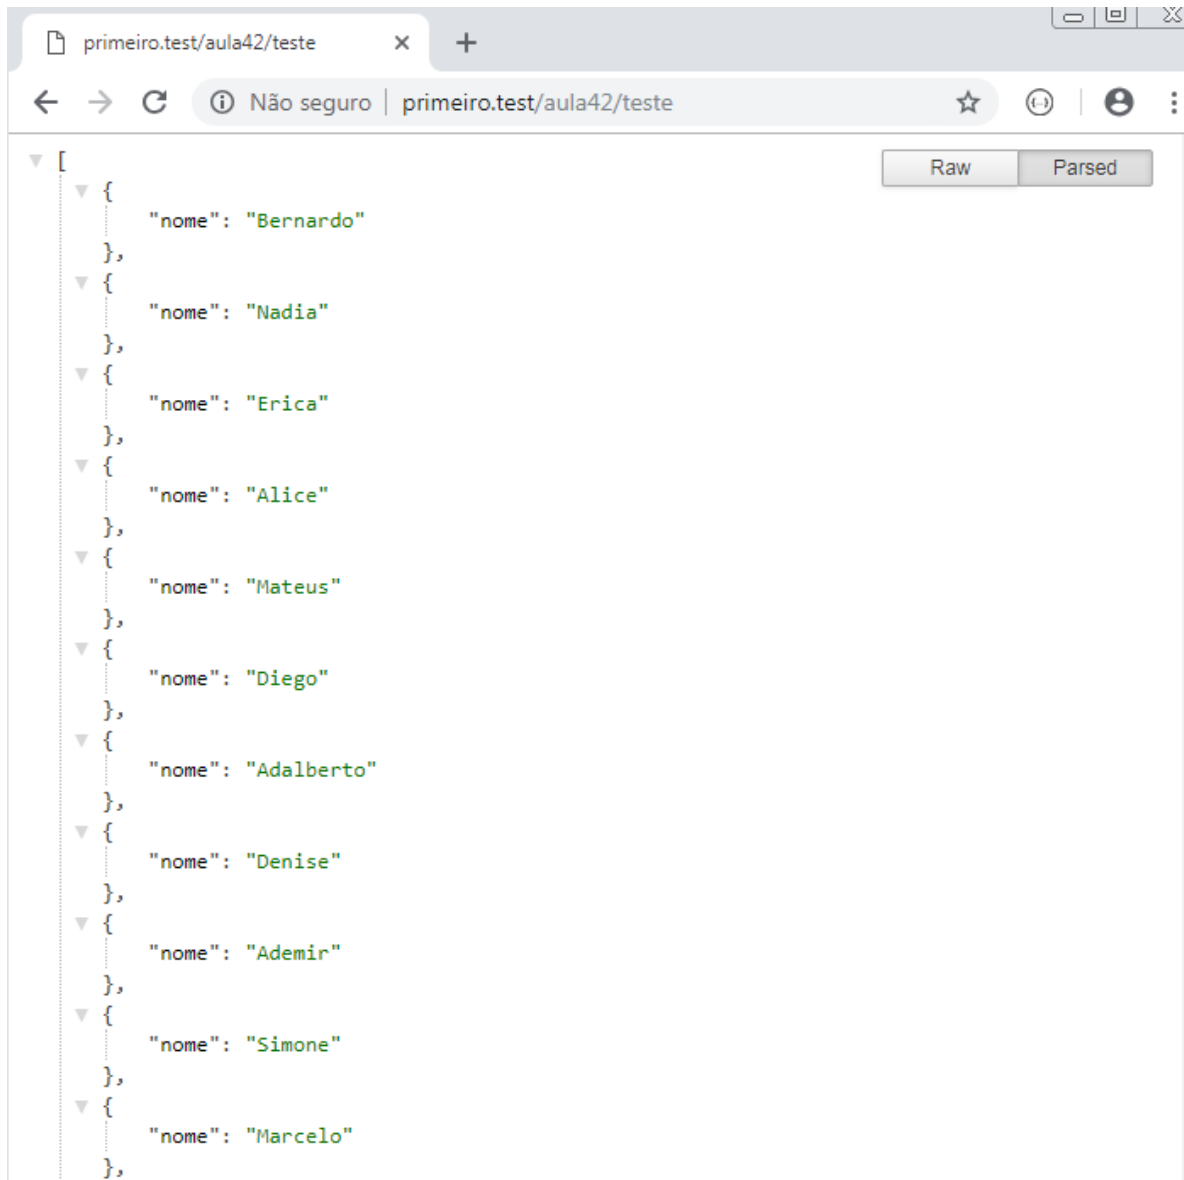 primeiro.test/aula42/teste
Não seguro | primeiro.test/aula42/teste
Raw Parsed
[
{
"nome": "Bernardo"
},
{
"nome": "Nadia"
},
{
"nome": "Erica"
},
{
"nome": "Alice"
},
{
"nome": "Mateus"
},
{
"nome": "Diego"
},
{
"nome": "Adalberto"
},
{
"nome": "Denise"
},
{
"nome": "Ademir"
},
{
"nome": "Simone"
},
{
"nome": "Marcelo"
},